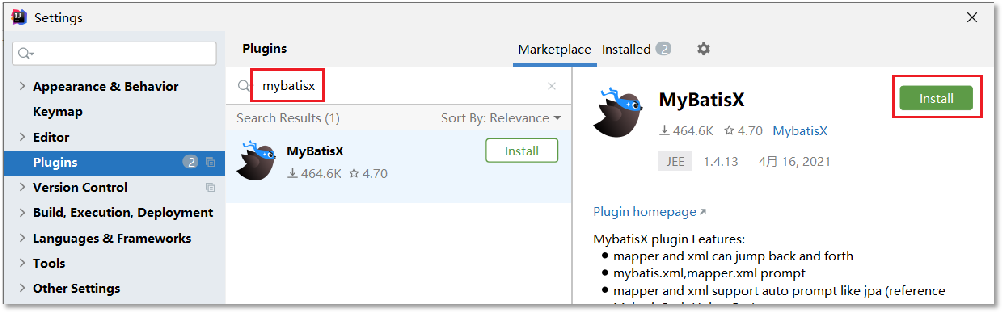 Settings
Plugins
Marketplace
Installed
2
Appearance & Behavior
Keymap
Editor
Plugins
2
Version Control
Build, Execution, Deployment
Languages & Frameworks
Tools
Other Settings
mybatisx
Search Results (1)
Sort By: Relevance
MyBatisX
464.6K
4.70
Install
MyBatisX
464.6K
4.70
MybatisX
JEE
1.4.13
4月 16, 2021
Install
Plugin homepage
MybatisX plugin Features:
mapper and xml can jump back and forth
mybatis.xml,mapper.xml prompt
mapper and xml support auto prompt like jpa (reference